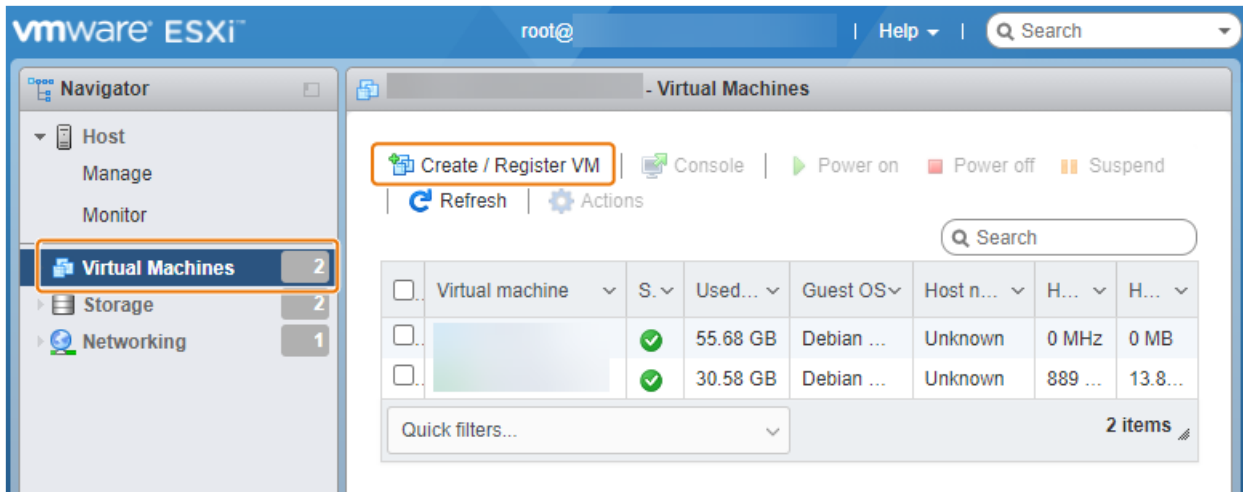 vmware ESXi™
root@ | Help | Search
Navigator
- Virtual Machines
Host
Manage
Monitor
Virtual Machines 2
Storage 2
Networking 1
Create / Register VM | Console | Power on Power off Suspend
| Refresh | Actions
Search
Virtual machine S. Used... Guest OS Host n... H... H...
55.68 GB Debian ... Unknown 0 MHz 0 MB
30.58 GB Debian ... Unknown 889 ... 13.8...
Quick filters... 2 items